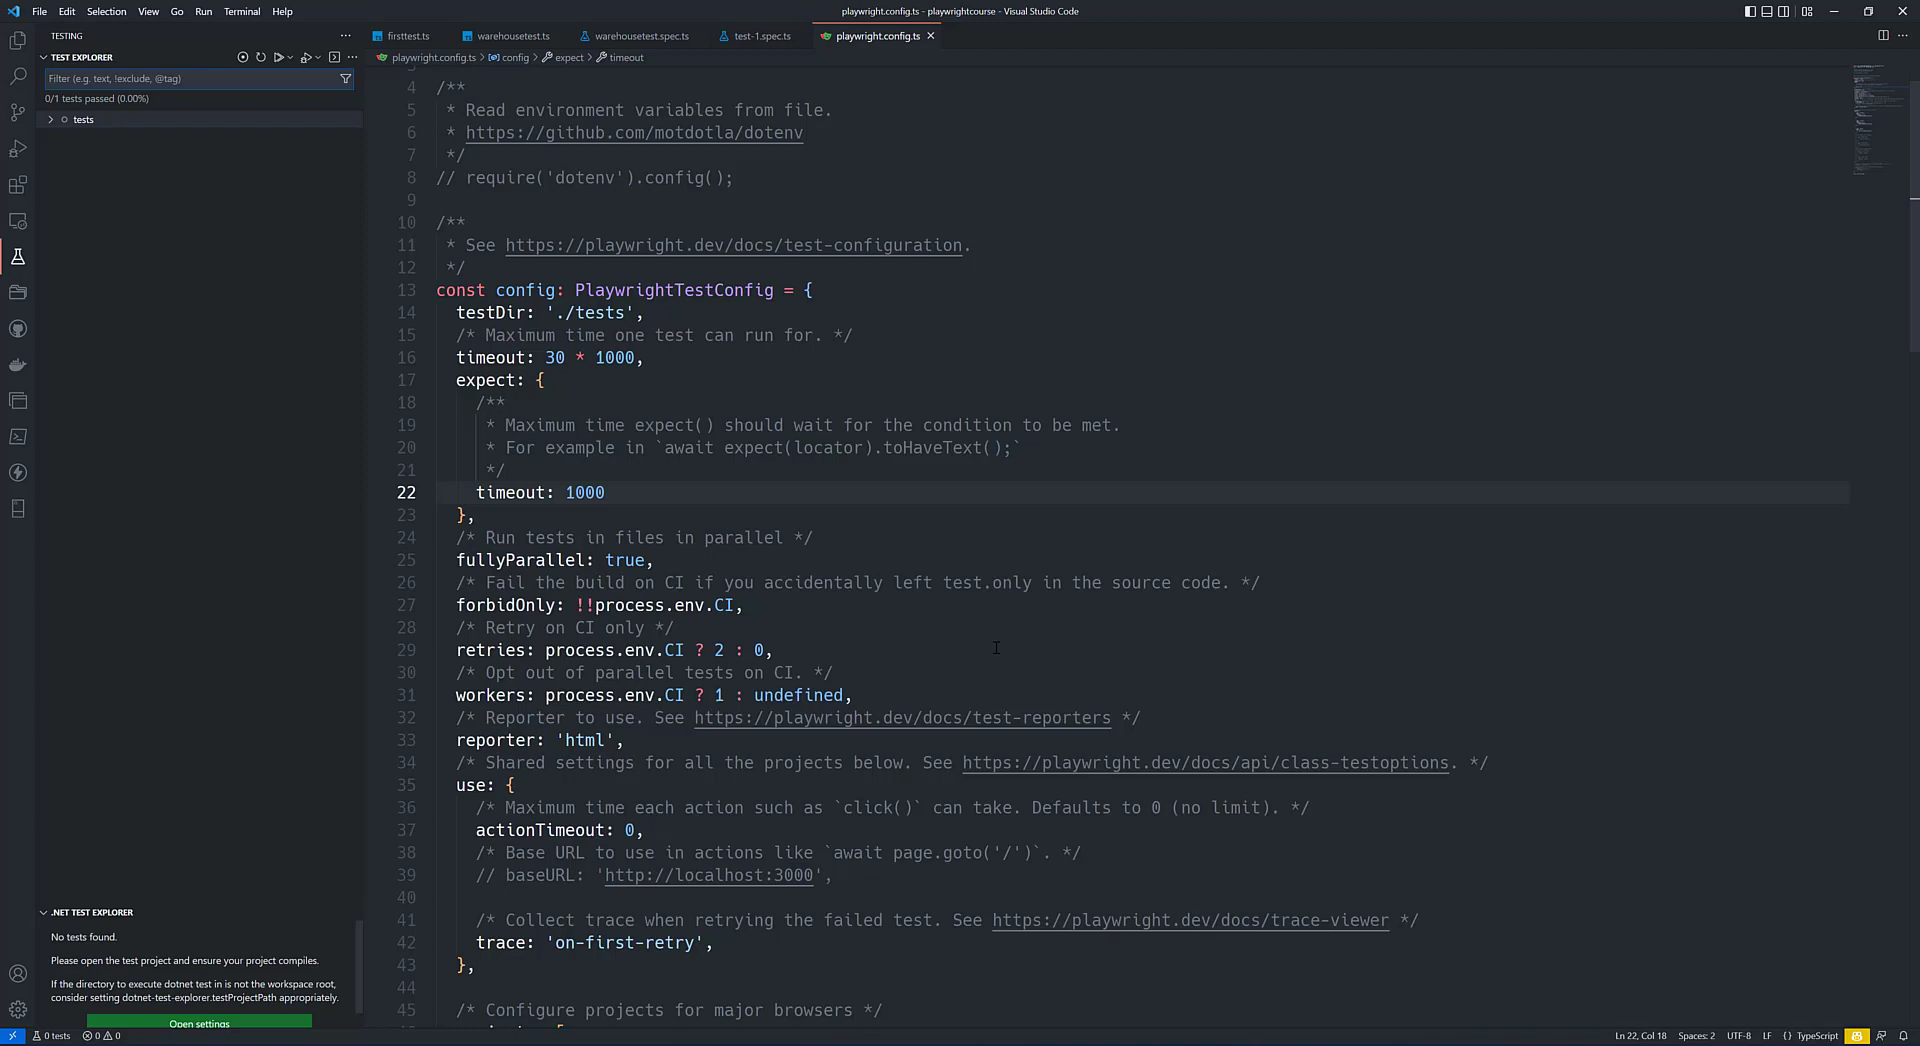 File Edit Selection View Go Run Terminal Help
playwright.config.ts - playwrightcourse - Visual Studio Code
TESTING
TEST EXPLORER
Filter (e.g. text, !exclude, @tag)
0/1 tests passed (0.00%)
tests
firsttest.ts warehousetest.ts warehousetest.spec.ts test-1.spec.ts playwright.config.ts
playwright.config.ts > config > expect > timeout
4 /**
5 * Read environment variables from file.
6 * https://github.com/motdotla/dotenv
7 */
8 // require('dotenv').config();
9
10 /**
11 * See https://playwright.dev/docs/test-configuration.
12 */
13 const config: PlaywrightTestConfig = {
14 testDir: './tests',
15 /* Maximum time one test can run for. */
16 timeout: 30 * 1000,
17 expect: {
18 /**
19 * Maximum time expect() should wait for the condition to be met.
20 * For example in `await expect(locator).toHaveText();`
21 */
22 timeout: 1000
23 },
24 /* Run tests in files in parallel */
25 fullyParallel: true,
26 /* Fail the build on CI if you accidentally left test.only in the source code. */
27 forbidOnly: !!process.env.CI,
28 /* Retry on CI only */
29 retries: process.env.CI ? 2 : 0,
30 /* Opt out of parallel tests on CI. */
31 workers: process.env.CI ? 1 : undefined,
32 /* Reporter to use. See https://playwright.dev/docs/test-reporters */
33 reporter: 'html',
34 /* Shared settings for all the projects below. See https://playwright.dev/docs/api/class-testoptions. */
35 use: {
36 /* Maximum time each action such as `click()` can take. Defaults to 0 (no limit). */
37 actionTimeout: 0,
38 /* Base URL to use in actions like `await page.goto('/')`. */
39 // baseURL: 'http://localhost:3000',
40
41 /* Collect trace when retrying the failed test. See https://playwright.dev/docs/trace-viewer */
42 trace: 'on-first-retry',
43 },
44
45 /* Configure projects for major browsers */
.NET TEST EXPLORER
No tests found.
Please open the test project and ensure your project compiles.
If the directory to execute dotnet test in is not the workspace root,
consider setting dotnet-test-explorer.testProjectPath appropriately.
Open settings
0 tests 0 0
Ln 22, Col 18 Spaces: 2 UTF-8 LF {} TypeScript